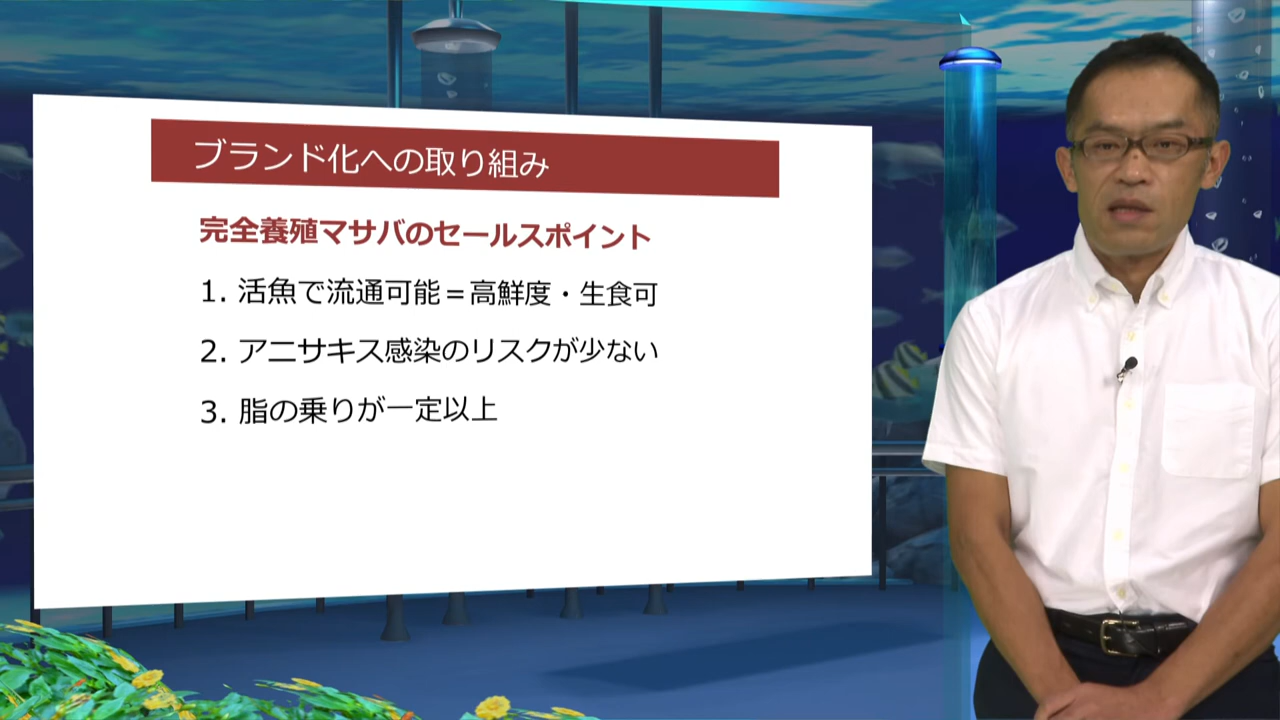 ブランド化への取り組み
完全養殖マサバのセールスポイント
1. 活魚で流通可能＝高鮮度・生食可
2. アニサキス感染のリスクが少ない
3. 脂の乗りが一定以上